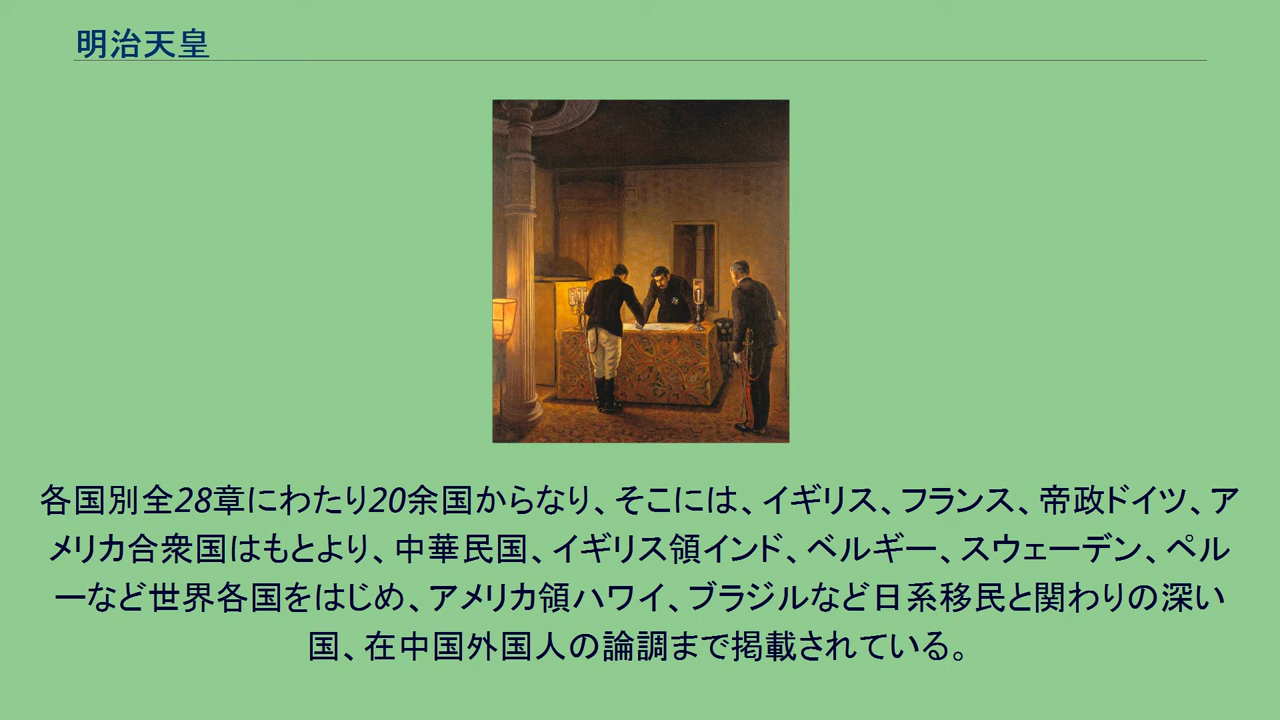 明治天皇
各国別全28章にわたり20余国からなり、そこには、イギリス、フランス、帝政ドイツ、ア
メリカ合衆国はもとより、中華民国、イギリス領インド、ベルギー、スウェーデン、ペル
ーなど世界各国をはじめ、アメリカ領ハワイ、ブラジルなど日系移民と関わりの深い
国、在中国外国人の論調まで掲載されている。